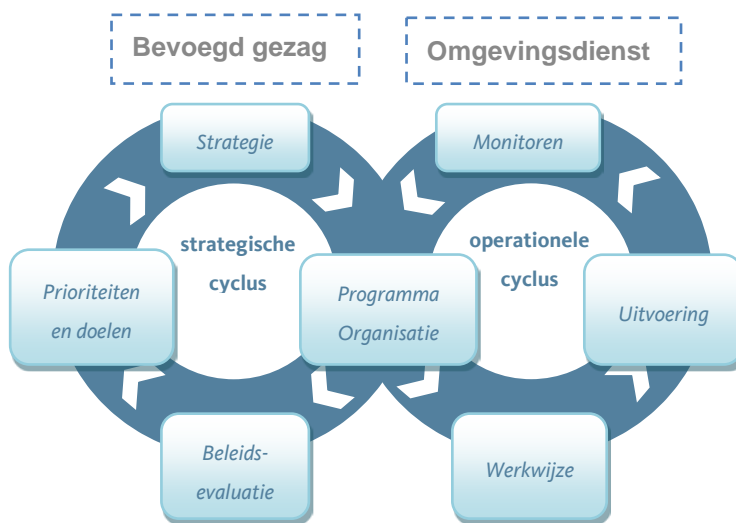 Bevoegd gezag
Omgevingsdienst
Strategie
Monitoren
strategische
cyclus
operationele
cyclus
Prioriteiten
en doelen
Programma
Organisatie
Uitvoering
Beleids-
evaluatie
Werkwijze